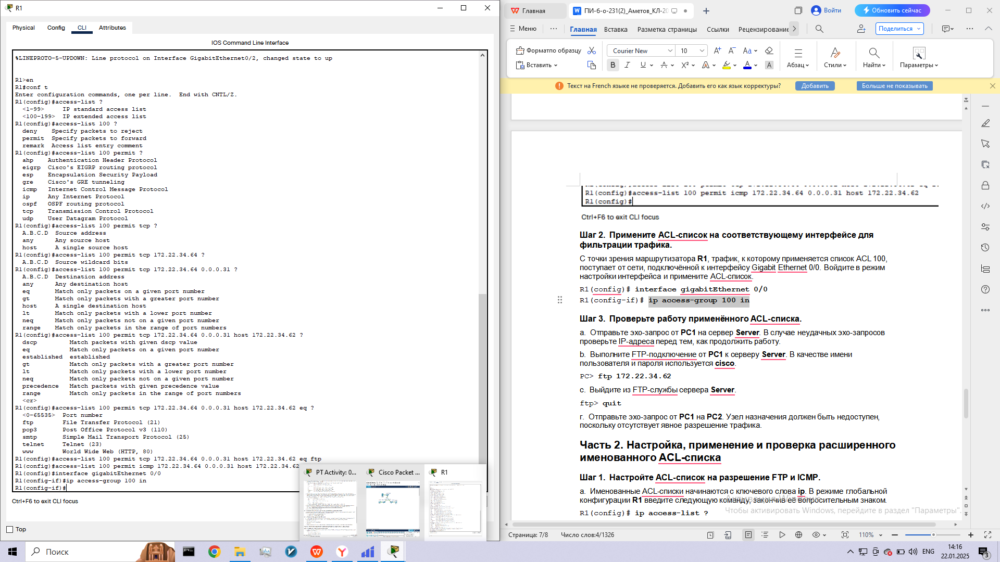 R1
Physical
Config
CLI
Attributes
IOS Command Line Interface
%LINEPROTO-5-UPDOWN: Line protocol on Interface GigabitEthernet0/2, changed state to up
R1>en
R1#conf t
Enter configuration commands, one per line.  End with CNTL/Z.
R1(config)#access-list ?
<1-99>     IP standard access list
<100-199>  IP extended access list
R1(config)#access-list 100 ?
deny    Specify packets to reject
permit  Specify packets to forward
remark  Access list entry comment
R1(config)#access-list 100 permit ?
ahp    Authentication Header Protocol
eigrp  Cisco's EIGRP routing protocol
esp    Encapsulation Security Payload
gre    Cisco's GRE tunneling
icmp   Internet Control Message Protocol
ip     Any Internet Protocol
ospf   OSPF routing protocol
tcp    Transmission Control Protocol
udp    User Datagram Protocol
R1(config)#access-list 100 permit tcp ?
A.B.C.D  Source address
any      Any source host
host     A single source host
R1(config)#access-list 100 permit tcp 172.22.34.64 ?
A.B.C.D  Source wildcard bits
R1(config)#access-list 100 permit tcp 172.22.34.64 0.0.0.31 ?
A.B.C.D  Destination address
any      Any destination host
eq       Match only packets on a given port number
gt       Match only packets with a greater port number
host     A single destination host
lt       Match only packets with a lower port number
neq      Match only packets not on a given port number
range    Match only packets in the range of port numbers
R1(config)#access-list 100 permit tcp 172.22.34.64 0.0.0.31 host 172.22.34.62 ?
dscp         Match packets with given dscp value
eq           Match only packets on a given port number
established  established
gt           Match only packets with a greater port number
lt           Match only packets with a lower port number
neq          Match only packets not on a given port number
precedence   Match packets with given precedence value
range        Match only packets in the range of port numbers
<cr>
R1(config)#access-list 100 permit tcp 172.22.34.64 0.0.0.31 host 172.22.34.62 eq ?
<0-65535>  Port number
ftp        File Transfer Protocol (21)
pop3       Post Office Protocol v3 (110)
smtp       Simple Mail Transport Protocol (25)
telnet     Telnet (23)
www        World Wide Web (HTTP, 80)
R1(config)#access-list 100 permit tcp 172.22.34.64 0.0.0.31 host 172.22.34.62 eq ftp
R1(config)#access-list 100 permit icmp 172.22.34.64 0.0.0.31 host 172.22.34.62
R1(config)#interface gigabitEthernet 0/0
R1(config-if)#ip access-group 100 in
R1(config-if)#
Ctrl+F6 to exit CLI focus
Top
PT Activity: 0...
Cisco Packet ...
R1
Главная
ПИ-б-о-231(2)_Аметов_КЛ-20
Войти
Обновить сейчас
Меню
Главная
Вставка
Разметка страницы
Ссылки
Рецензирование
Поделиться
Формат по образцу
Вставить
Courier New
10
Абзац
Стили
Найти
Параметры
Текст на French языке не проверяется. Добавить его как язык корректуры?
Добавить
Больше не показывать
R1(config)#access-list 100 permit icmp 172.22.34.64 0.0.0.31 host 172.22.34.62
R1(config)#
Ctrl+F6 to exit CLI focus
Шаг 2.  Примените ACL-список на соответствующему интерфейсе для
фильтрации трафика.
С точки зрения маршрутизатора R1, трафик, к которому применяется список ACL 100,
поступает от сети, подключённой к интерфейсу Gigabit Ethernet 0/0. Войдите в режим
настройки интерфейса и примените ACL-список.
R1(config)# interface gigabitEthernet 0/0
R1(config-if)# ip access-group 100 in
Шаг 3.  Проверьте работу применённого ACL-списка.
a.  Отправьте эхо-запрос от PC1 на сервер Server. В случае неудачных эхо-запросов
проверьте IP-адреса перед тем, как продолжить работу.
b.  Выполните FTP-подключение от PC1 к серверу Server. В качестве имени
пользователя и пароля используется cisco.
PC> ftp 172.22.34.62
c.  Выйдите из FTP-службы сервера Server.
ftp> quit
г.  Отправьте эхо-запрос от PC1 на PC2. Узел назначения должен быть недоступен,
поскольку отсутствует явное разрешение трафика.
Часть 2. Настройка, применение и проверка расширенного
именованного ACL-списка
Шаг 1.  Настройте ACL-список на разрешение FTP и ICMP.
a.  Именованные ACL-списки начинаются с ключевого слова ip. В режиме глобальной
конфигурации R1 введите следующую команду, закончив её вопросительным знаком.
R1(config)# ip access-list ?
Активация Windows
Чтобы активировать Windows, перейдите в раздел "Параметры".
Страница: 7/8
Число слов:4/1326
110%
Поиск
ENG
14:16
22.01.2025
3